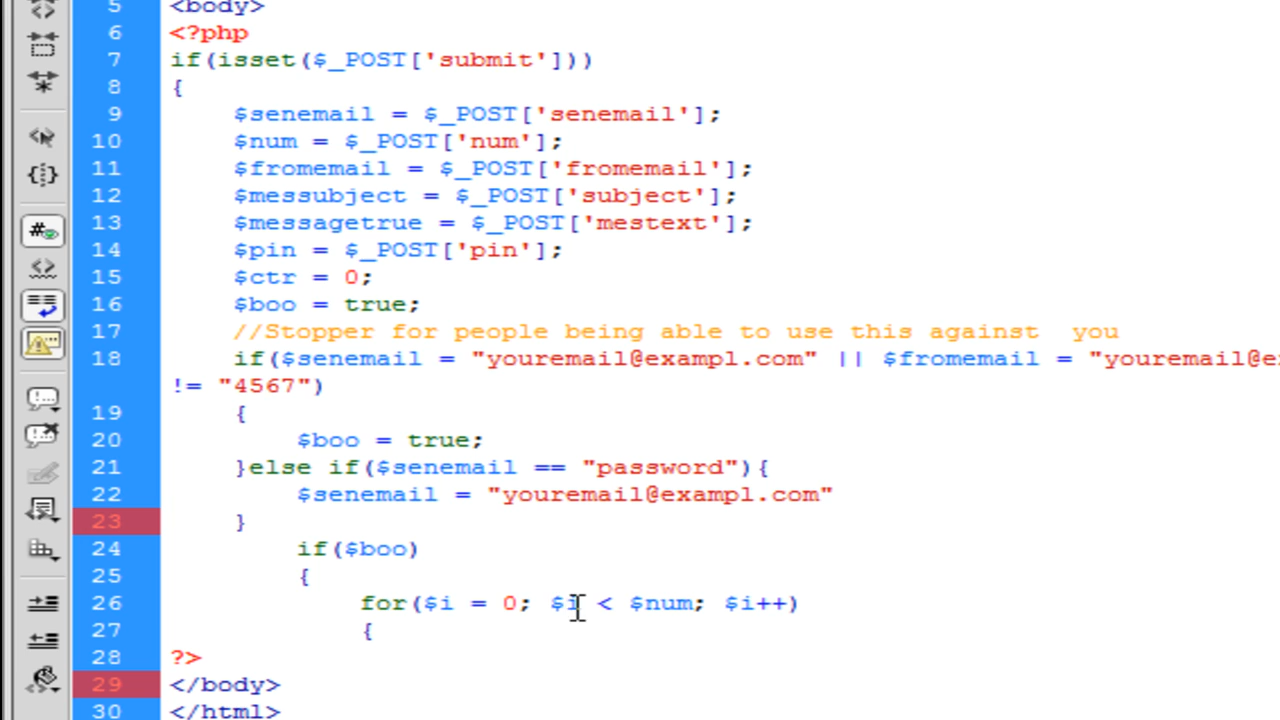 5 <body>
6 <?php
7 if(isset($_POST['submit']))
8 {
9 $senemail = $_POST['senemail'];
10 $num = $_POST['num'];
11 $fromemail = $_POST['fromemail'];
12 $messubject = $_POST['subject'];
13 $messagetrue = $_POST['mestext'];
14 $pin = $_POST['pin'];
15 $ctr = 0;
16 $boo = true;
17 //Stopper for people being able to use this against  you
18 if($senemail = "youremail@exampl.com" || $fromemail = "youremail@e
!= "4567")
19 {
20 $boo = true;
21 }else if($senemail == "password"){
22 $senemail = "youremail@exampl.com"
23 }
24 if($boo)
25 {
26 for($i = 0; $i < $num; $i++)
27 {
28 ?>
29 </body>
30 </html>